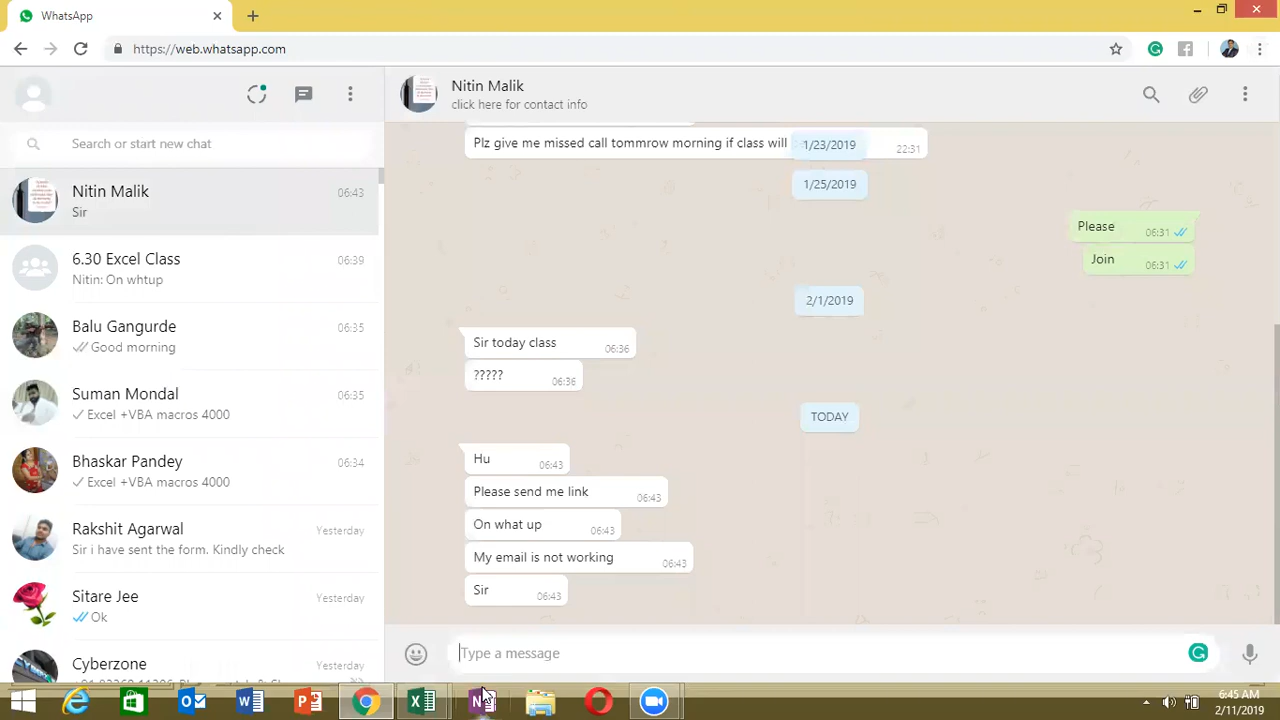 WhatsApp
https://web.whatsapp.com
Search or start new chat
Nitin Malik
06:43
Sir
6.30 Excel Class
06:39
Nitin: On whtup
Balu Gangurde
06:35
Good morning
Suman Mondal
06:35
Excel +VBA macros 4000
Bhaskar Pandey
06:34
Excel +VBA macros 4000
Rakshit Agarwal
Yesterday
Sir i have sent the form. Kindly check
Sitare Jee
Yesterday
Ok
Cyberzone
Yesterday
Nitin Malik
click here for contact info
Plz give me missed call tommrow morning if class will
22:31
1/23/2019
1/25/2019
Please 06:31
Join 06:31
2/1/2019
Sir today class 06:36
????? 06:36
TODAY
Hu 06:43
Please send me link 06:43
On what up 06:43
My email is not working 06:43
Sir 06:43
Type a message
6:45 AM
2/11/2019